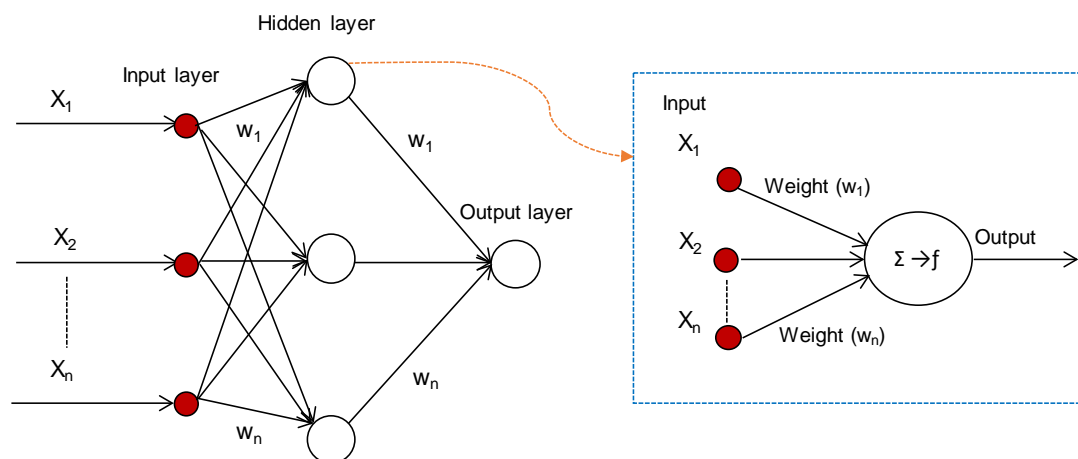 Hidden layer
Input layer
X1
w1
w1
Output layer
X2
Xn
wn
wn
Input
X1
Weight (w1)
X2
Σ →ƒ
Output
Xn
Weight (wn)